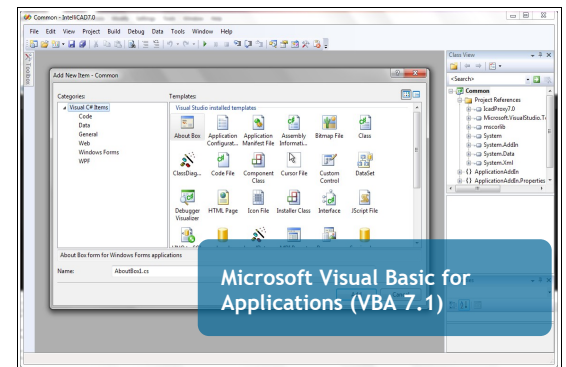 Common - IntelliCAD7.0
File Edit View Project Build Debug Data Tools Window Help
Toolbox
Class View
<Search>
Common
Project References
IcadProxy7.0
Microsoft.VisualStudio.T
mscorlib
System
System.AddIn
System.Data
System.Xml
{} ApplicationAddIn
{} ApplicationAddIn.Properties
Add New Item - Common
Categories:
Templates:
Visual C# Items
Code
Data
General
Web
Windows Forms
WPF
Visual Studio installed templates
About Box
Application Configurat...
Application Manifest File
Assembly Informati...
Bitmap File
Class
ClassDiag...
Code File
Component Class
Cursor File
Custom Control
DataSet
Debugger Visualizer
HTML Page
Icon File
Installer Class
Interface
JScript File
About Box form for Windows Forms applications
Name:
AboutBox1.cs
Microsoft Visual Basic for
Applications (VBA 7.1)